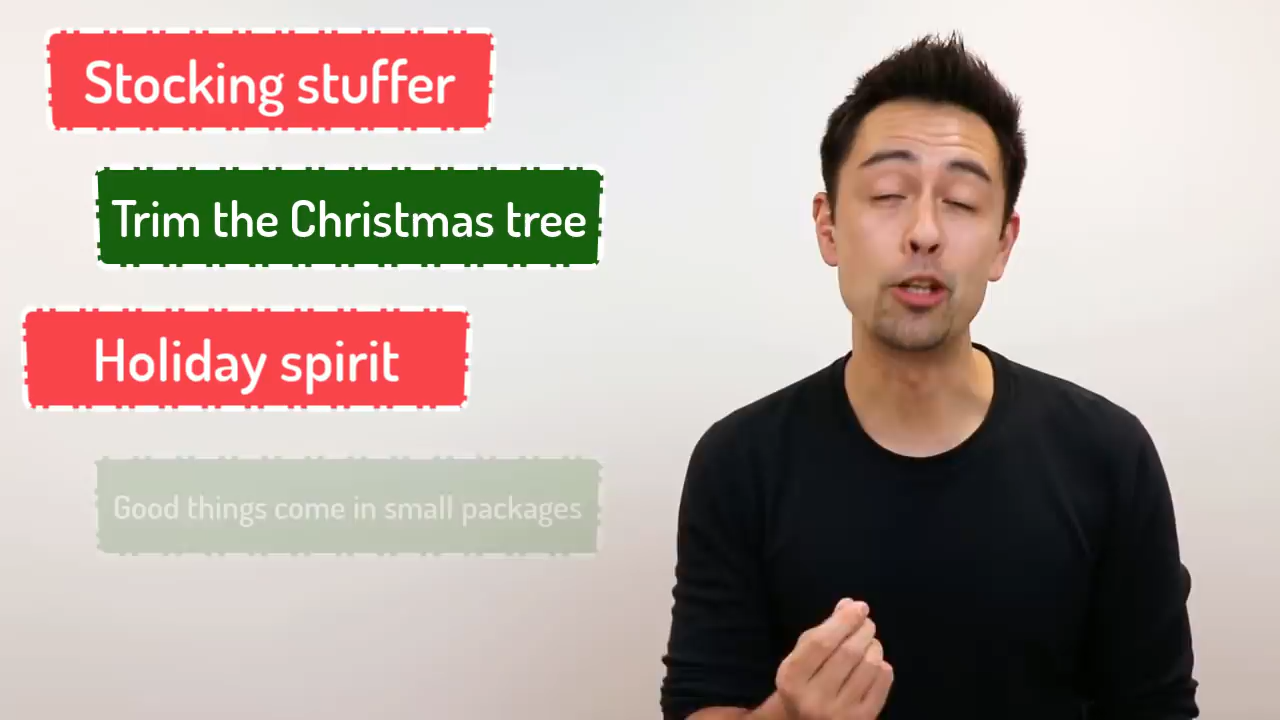 Stocking stuffer
Trim the Christmas tree
Holiday spirit
Good things come in small packages